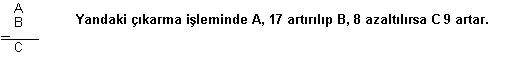 A
B
Yandaki çıkarma işleminde A, 17 artırılıp B, 8 azaltılırsa C 9 artar.
–
C